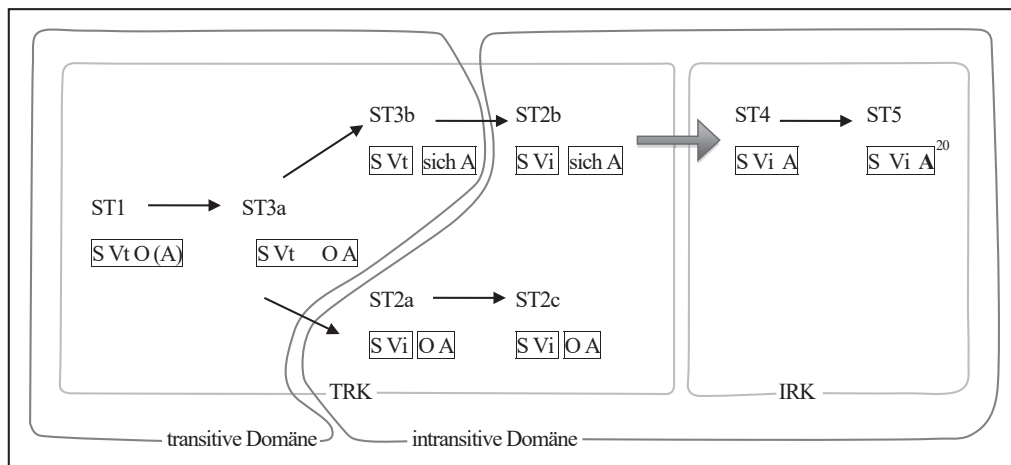 ST3b ST2b ST4 ST5
S Vt sich A S Vi sich A S Vi A S Vi A20
ST1 ST3a
S Vt O (A) S Vt O A
ST2a ST2c
S Vi O A S Vi O A
TRK IRK
transitive Domäne intransitive Domäne